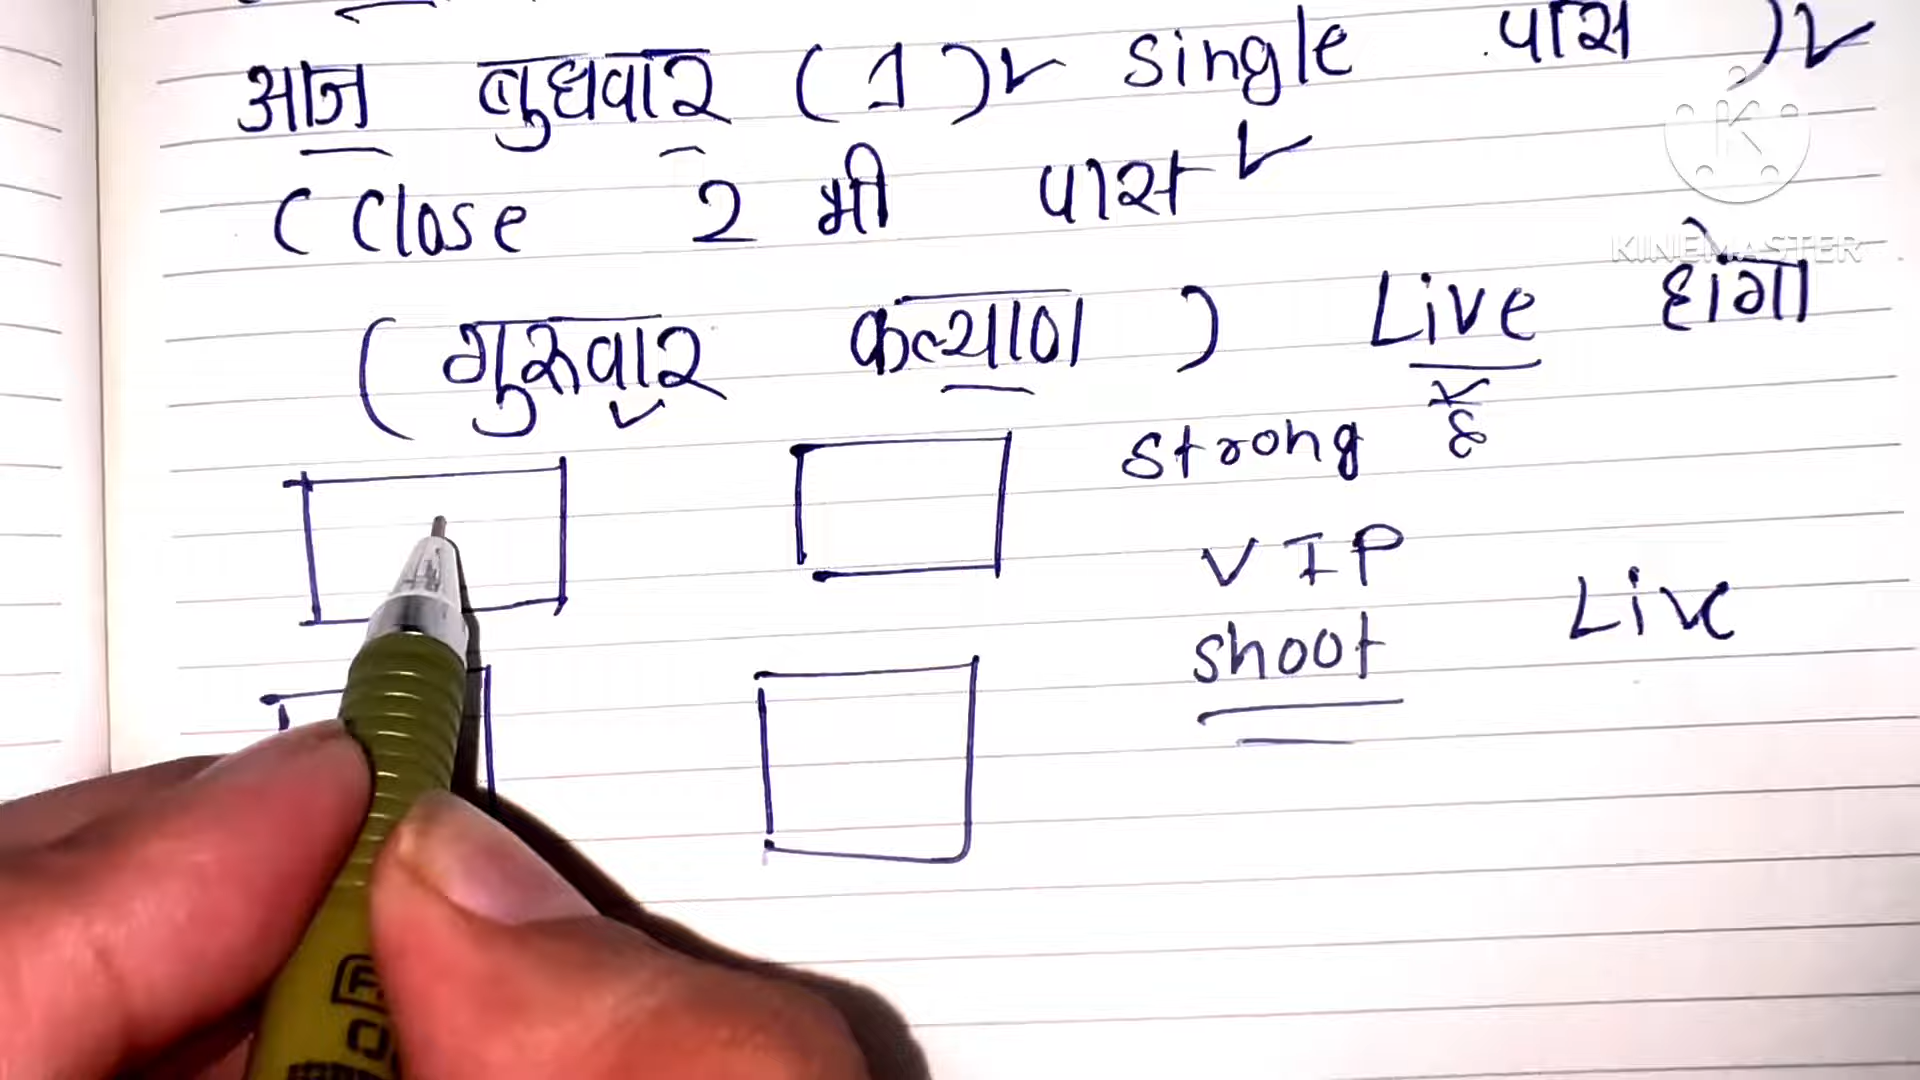 आज बुधवार (1) single पास )
(Close 2 भी पास
(गुरुवार कल्याण) Live होगा
strong है
VIP
shoot Live
K
KINEMASTER